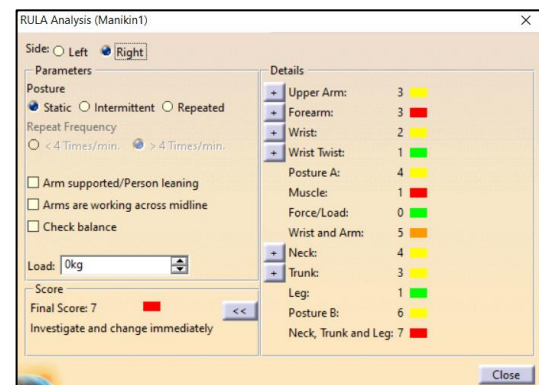 RULA Analysis (Manikin1)
Side: Left Right
Parameters
Posture
Static Intermittent Repeated
Repeat Frequency
< 4 Times/min. > 4 Times/min.
Arm supported/Person leaning
Arms are working across midline
Check balance
Load: 0kg
Score
Final Score: 7 <<
Investigate and change immediately
Details
+ Upper Arm: 3
+ Forearm: 3
+ Wrist: 2
+ Wrist Twist: 1
Posture A: 4
Muscle: 1
Force/Load: 0
Wrist and Arm: 5
+ Neck: 4
+ Trunk: 3
Leg: 1
Posture B: 6
Neck, Trunk and Leg: 7
Close